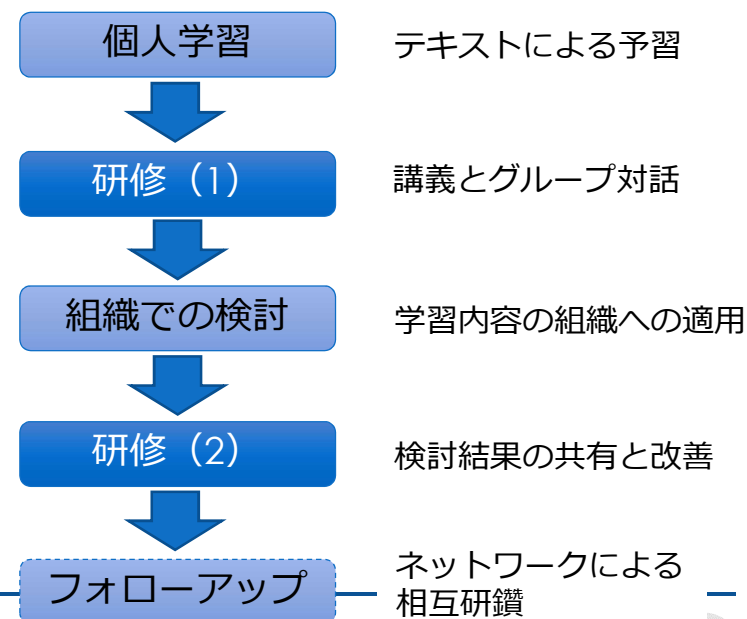 個人学習
テキストによる予習
研修（1）
講義とグループ対話
組織での検討
学習内容の組織への適用
研修（2）
検討結果の共有と改善
フォローアップ
ネットワークによる
相互研鑽